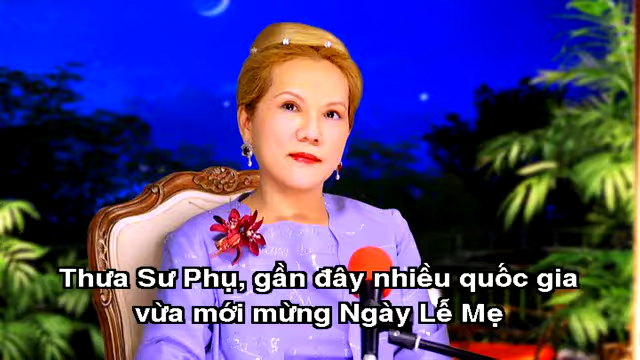 Thưa Sư Phụ, gần đây nhiều quốc gia
vừa mới mừng Ngày Lễ Mẹ